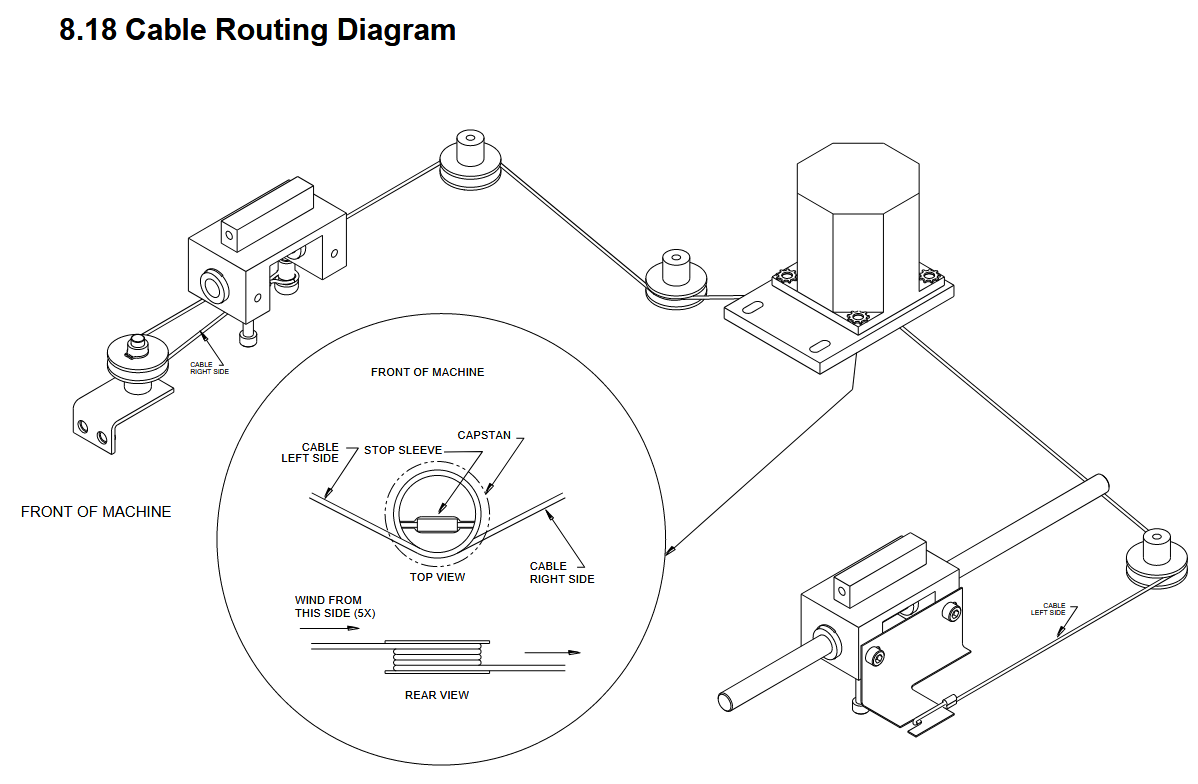 8.18 Cable Routing Diagram
CABLE
RIGHT SIDE
FRONT OF MACHINE
CAPSTAN
CABLE
LEFT SIDE
STOP SLEEVE
FRONT OF MACHINE
TOP VIEW
CABLE
RIGHT SIDE
WIND FROM
THIS SIDE (5X)
CABLE
LEFT SIDE
REAR VIEW